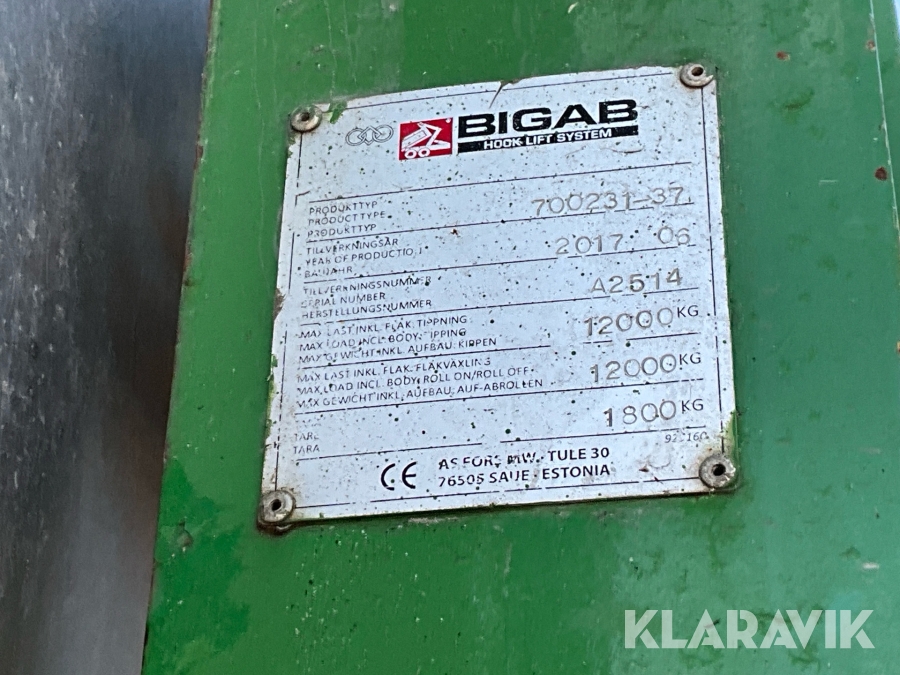 BIGAB
HOOK LIFT SYSTEM
PRODUKTTYP
PRODUCT TYPE
PRODUKTTYP
700231-37
TILLVERKNINGSÅR
YEAR OF PRODUCTION
BAUJAHR
2017 06
TILLVERKNINGSNUMMER
SERIAL NUMBER
HERSTELLUNGSNUMMER
A2514
MAX LAST INKL. FLAK. TIPPNING
MAX LOAD INCL. BODY. TIPPING
MAX GEWICHT INKL. AUFBAU. KIPPEN
12000 KG
MAX LAST INKL. FLAK. FLAKVÄXLING
MAX LOAD INCL. BODY. ROLL ON/ROLL OFF
MAX GEWICHT INKL. AUFBAU. AUF-ABROLLEN
12000 KG
TARE
TARA
1800 KG
CE
AS FORS MW. TULE 30
76505 SAUE - ESTONIA
KLARAVIK